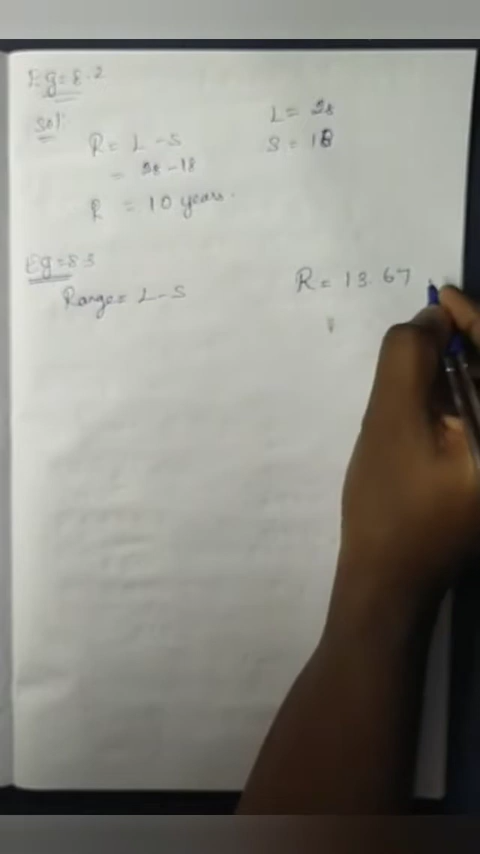 Eg = 8.2
Sol:
R = L - S
L = 28
= 28 - 18
S = 18
R = 10 years.
Eg = 8.3
Range = L - S
R = 13.67